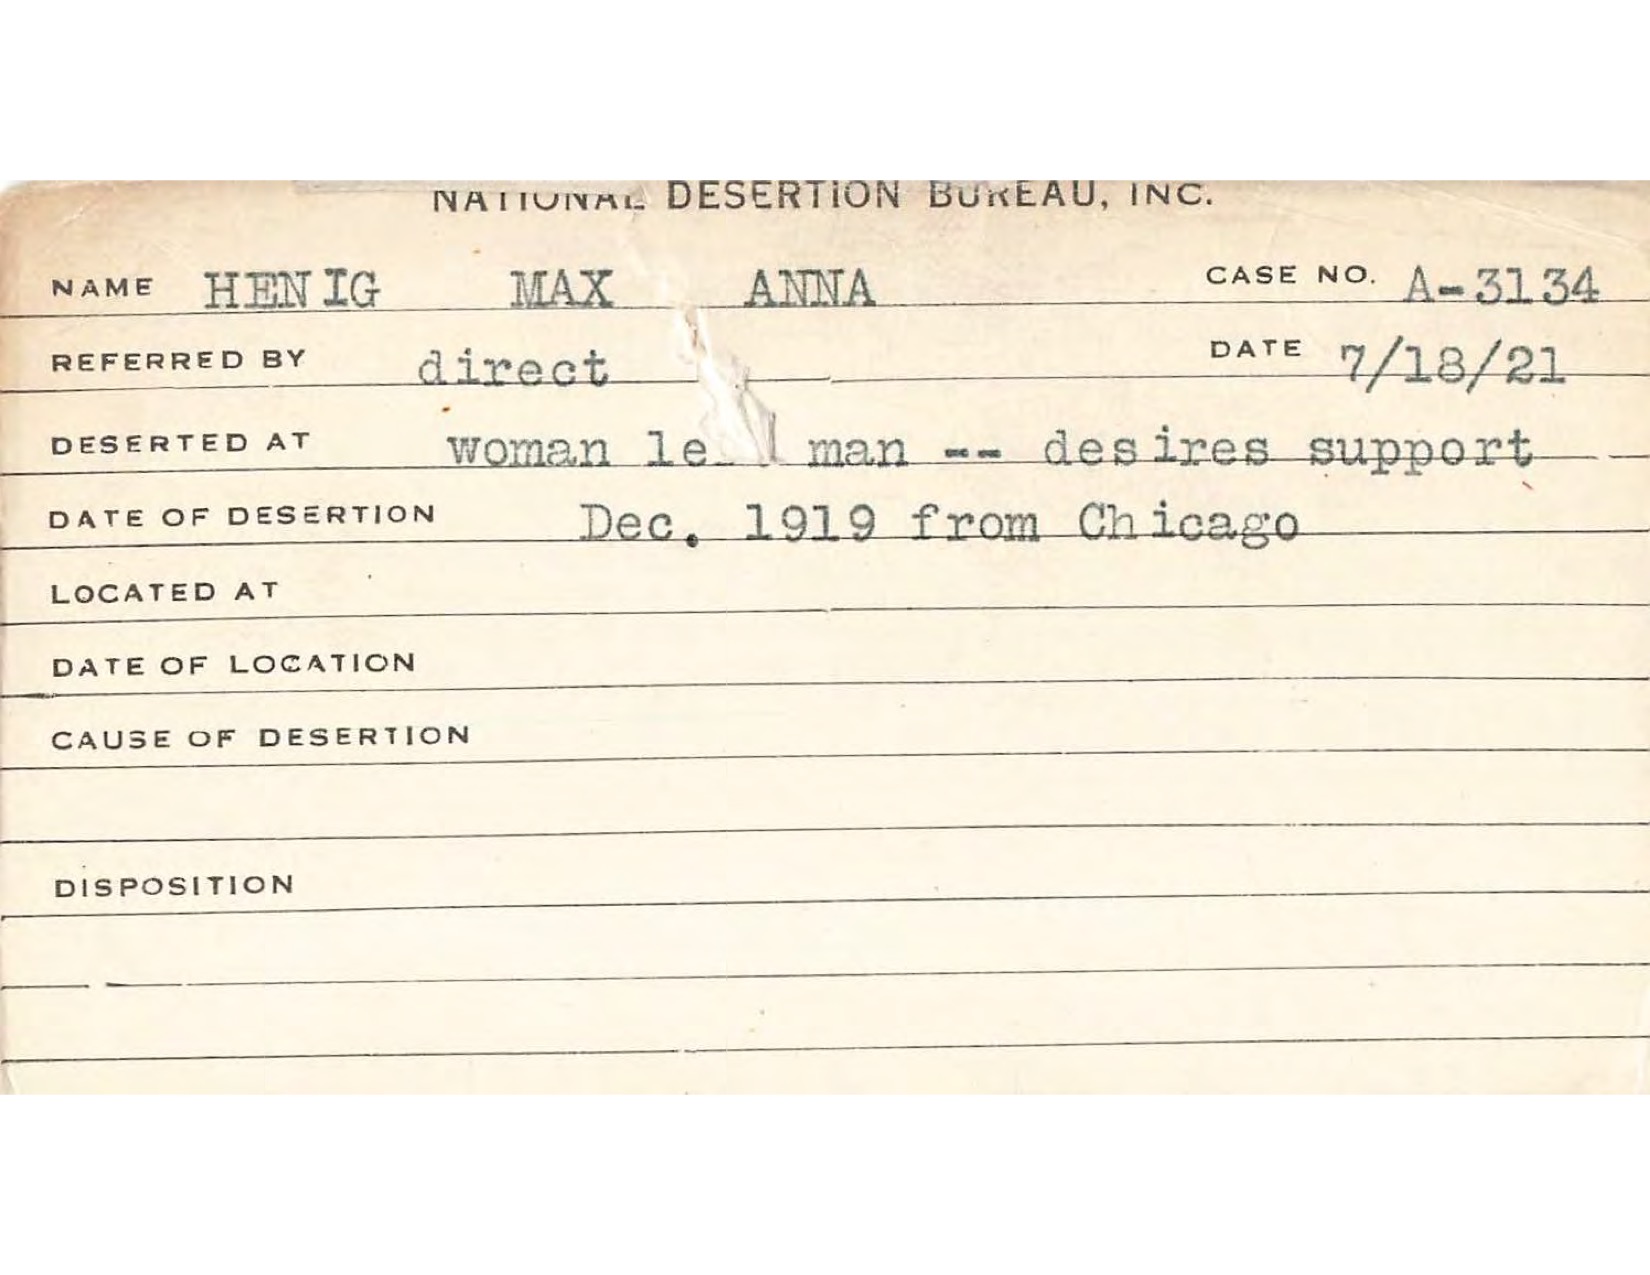 NATIONAL DESERTION BUREAU, INC.
NAME HENIG MAX ANNA CASE NO. A-3134
REFERRED BY direct DATE 7/18/21
DESERTED AT woman man -- desires support
DATE OF DESERTION Dec. 1919 from Chicago
LOCATED AT
DATE OF LOCATION
CAUSE OF DESERTION
DISPOSITION